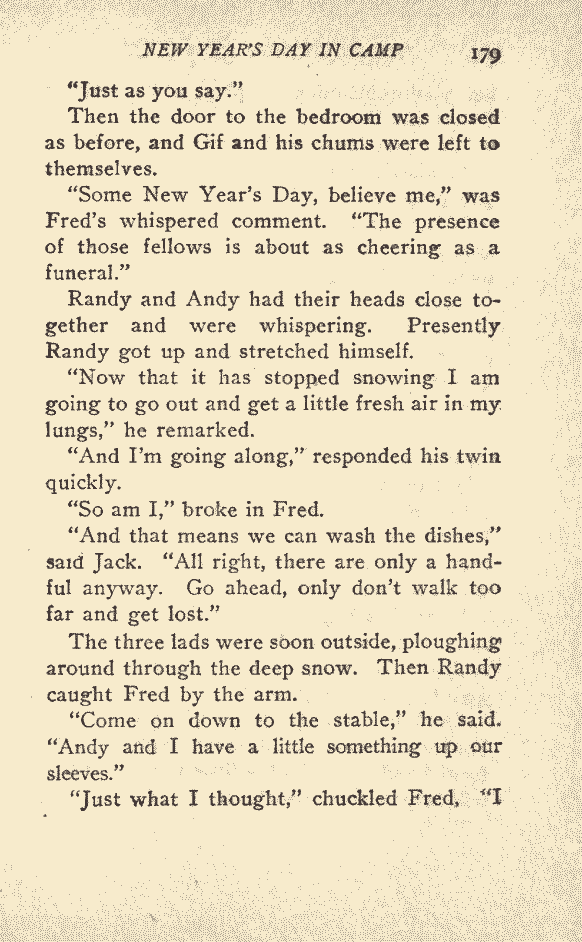 NEW YEAR'S DAY IN CAMP 179
"Just as you say."
Then the door to the bedroom was closed
as before, and Gif and his chums were left to
themselves.
"Some New Year's Day, believe me," was
Fred's whispered comment. "The presence
of those fellows is about as cheering as a
funeral."
Randy and Andy had their heads close to-
gether and were whispering. Presently
Randy got up and stretched himself.
"Now that it has stopped snowing I am
going to go out and get a little fresh air in my
lungs," he remarked.
"And I'm going along," responded his twin
quickly.
"So am I," broke in Fred.
"And that means we can wash the dishes,"
said Jack. "All right, there are only a hand-
ful anyway. Go ahead, only don't walk too
far and get lost."
The three lads were soon outside, ploughing
around through the deep snow. Then Randy
caught Fred by the arm.
"Come on down to the stable," he said.
"Andy and I have a little something up our
sleeves."
"Just what I thought," chuckled Fred, "I